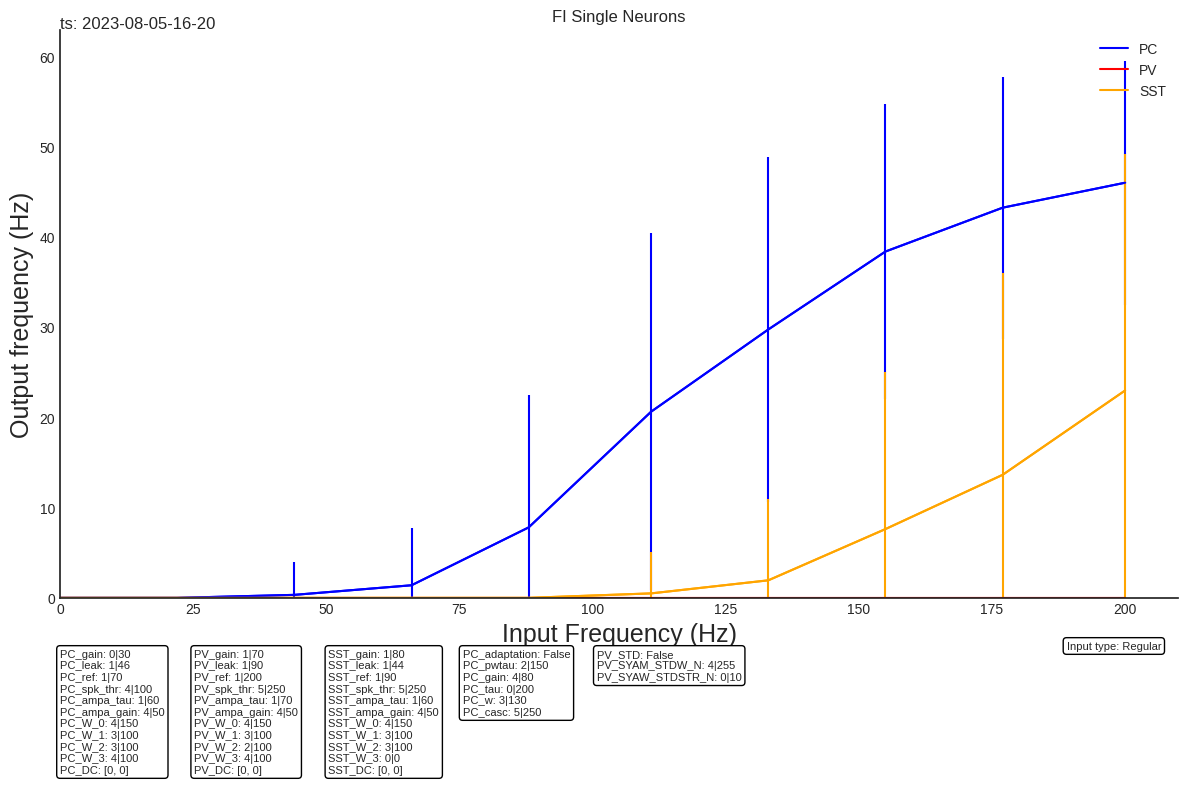 ts: 2023-08-05-16-20
FI Single Neurons
PC
PV
SST
60
50
40
30
20
10
0
Output frequency (Hz)
0 25 50 75 100 125 150 175 200
Input Frequency (Hz)
Input type: Regular
PC_gain: 0|30
PC_leak: 1|46
PC_ref: 1|70
PC_spk_thr: 4|100
PC_ampa_tau: 1|60
PC_ampa_gain: 4|50
PC_W_0: 4|150
PC_W_1: 3|100
PC_W_2: 3|100
PC_W_3: 4|100
PC_DC: [0, 0]
PV_gain: 1|70
PV_leak: 1|90
PV_ref: 1|200
PV_spk_thr: 5|250
PV_ampa_tau: 1|70
PV_ampa_gain: 4|50
PV_W_0: 4|150
PV_W_1: 3|100
PV_W_2: 2|100
PV_W_3: 4|100
PV_DC: [0, 0]
SST_gain: 1|80
SST_leak: 1|44
SST_ref: 1|90
SST_spk_thr: 5|250
SST_ampa_tau: 1|60
SST_ampa_gain: 4|50
SST_W_0: 4|150
SST_W_1: 3|100
SST_W_2: 3|100
SST_W_3: 0|0
SST_DC: [0, 0]
PC_adaptation: False
PC_pwtau: 2|150
PC_gain: 4|80
PC_tau: 0|200
PC_w: 3|130
PC_casc: 5|250
PV_STD: False
PV_SYAM_STDW_N: 4|255
PV_SYAW_STDSTR_N: 0|10